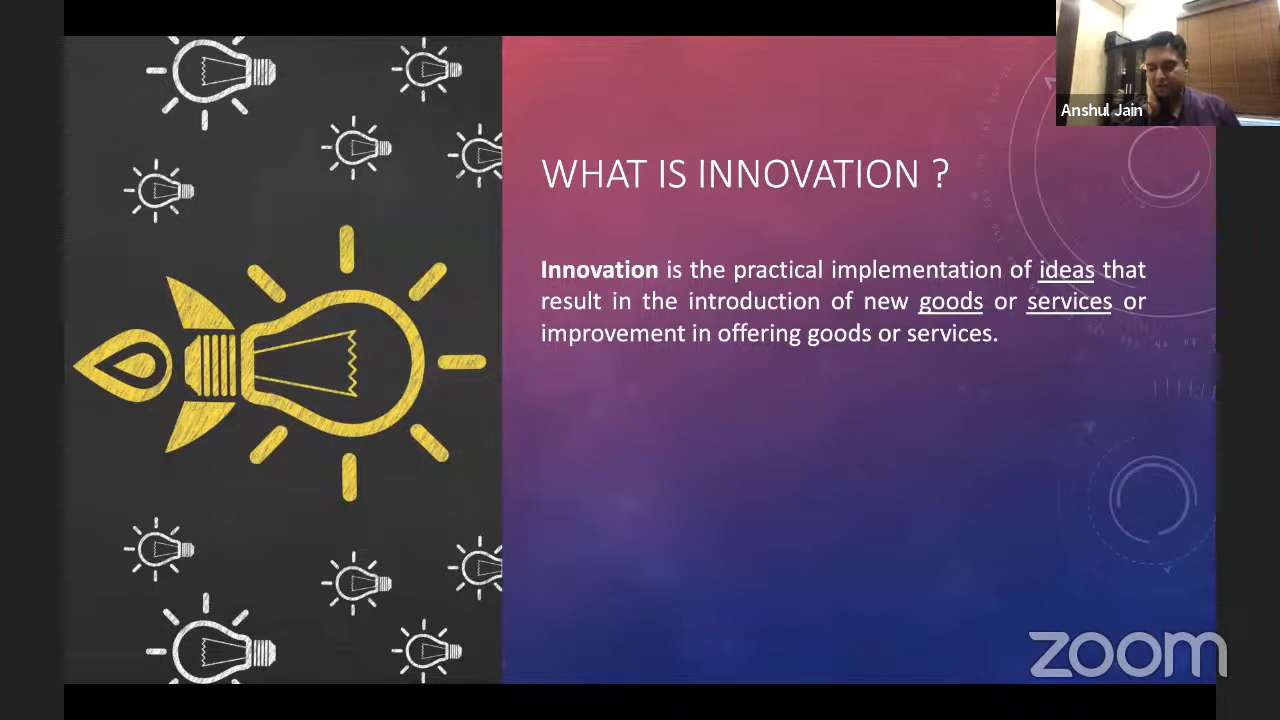 Anshul Jain
WHAT IS INNOVATION ?
Innovation is the practical implementation of ideas that
result in the introduction of new goods or services or
improvement in offering goods or services.
zoom